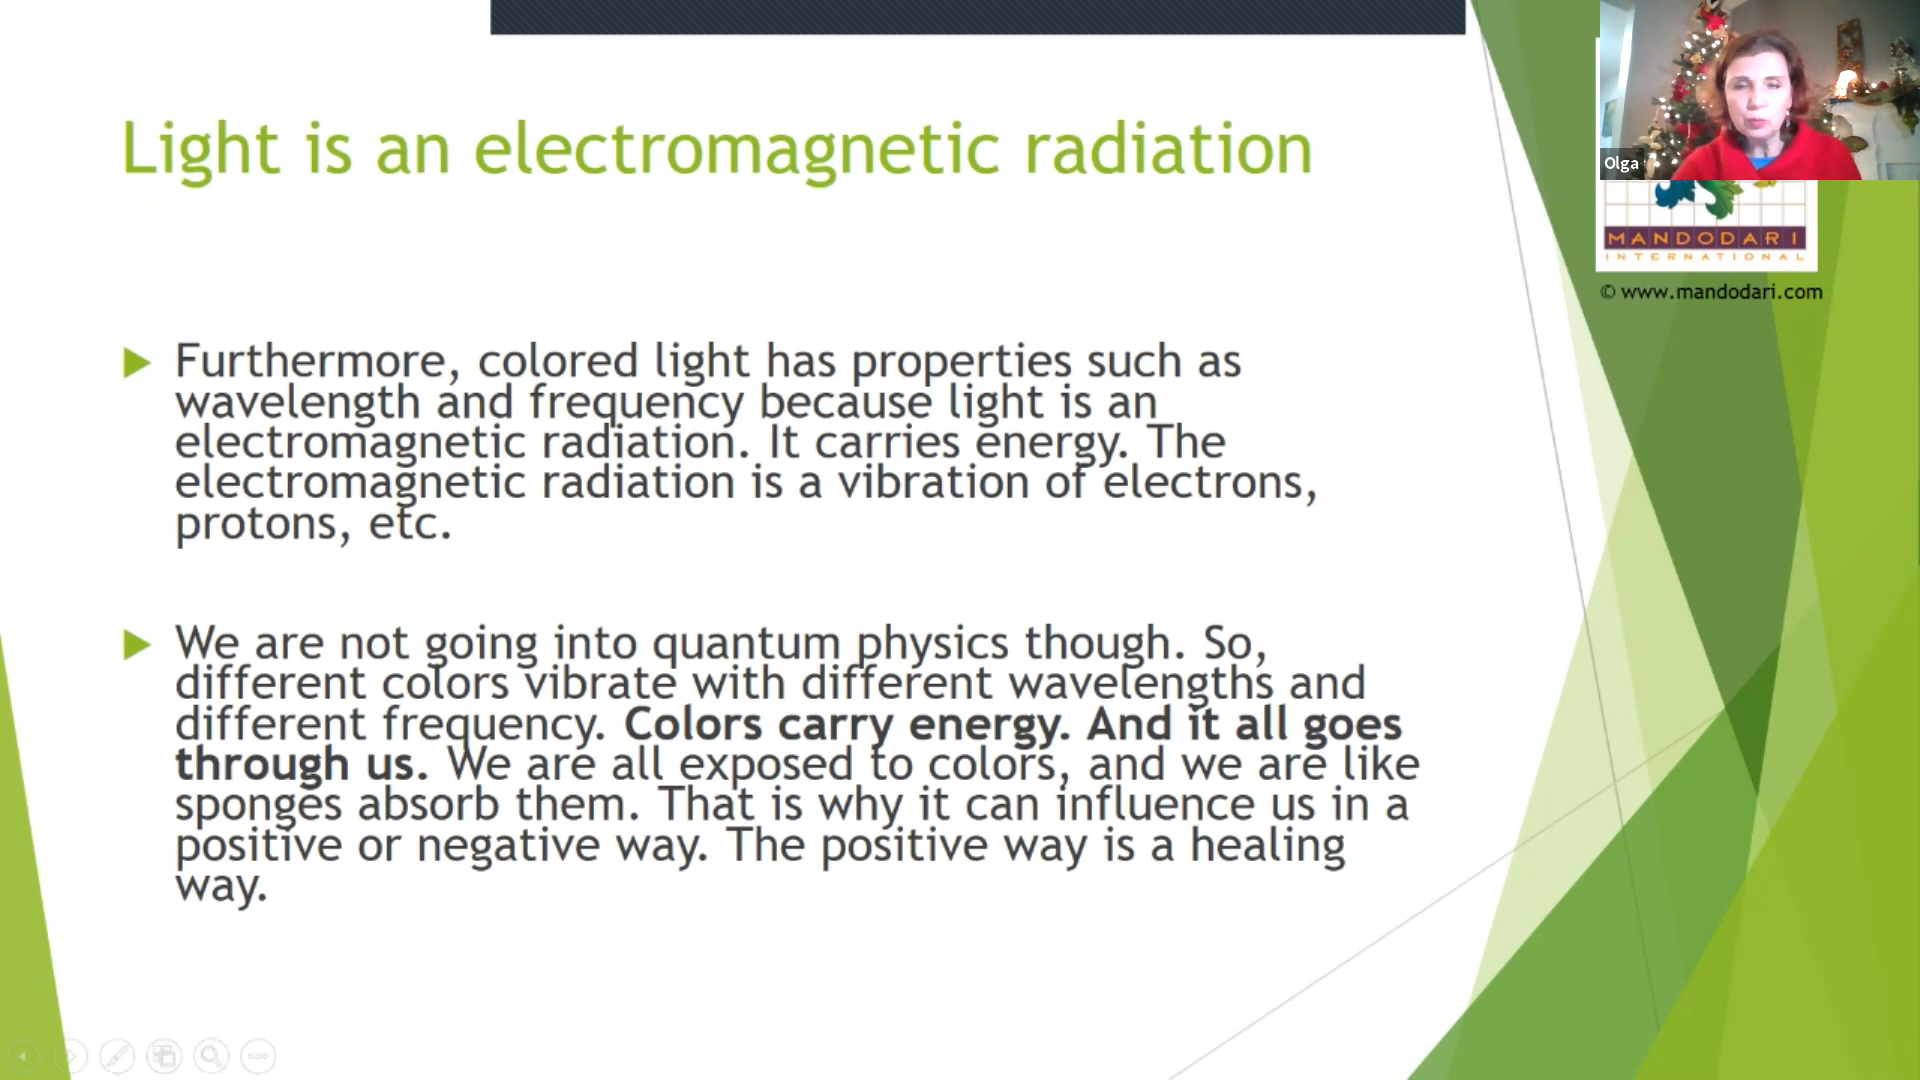 Light is an electromagnetic radiation
Furthermore, colored light has properties such as
wavelength and frequency because light is an
electromagnetic radiation. It carries energy. The
electromagnetic radiation is a vibration of electrons,
protons, etc.
We are not going into quantum physics though. So,
different colors vibrate with different wavelengths and
different frequency. Colors carry energy. And it all goes
through us. We are all exposed to colors, and we are like
sponges absorb them. That is why it can influence us in a
positive or negative way. The positive way is a healing
way.
Olga
MANDODARI
INTERNATIONAL
© www.mandodari.com